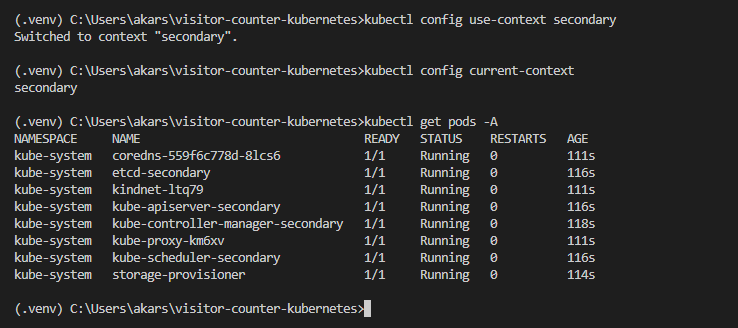 (.venv) C:\Users\akars\visitor-counter-kubernetes>kubectl config use-context secondary
Switched to context "secondary".
(.venv) C:\Users\akars\visitor-counter-kubernetes>kubectl config current-context
secondary
(.venv) C:\Users\akars\visitor-counter-kubernetes>kubectl get pods -A
NAMESPACE     NAME                                READY   STATUS    RESTARTS   AGE
kube-system   coredns-559f6c778d-8lcs6            1/1     Running   0          111s
kube-system   etcd-secondary                      1/1     Running   0          116s
kube-system   kindnet-ltq79                       1/1     Running   0          111s
kube-system   kube-apiserver-secondary            1/1     Running   0          116s
kube-system   kube-controller-manager-secondary   1/1     Running   0          118s
kube-system   kube-proxy-km6xv                    1/1     Running   0          111s
kube-system   kube-scheduler-secondary            1/1     Running   0          116s
kube-system   storage-provisioner                 1/1     Running   0          114s
(.venv) C:\Users\akars\visitor-counter-kubernetes>